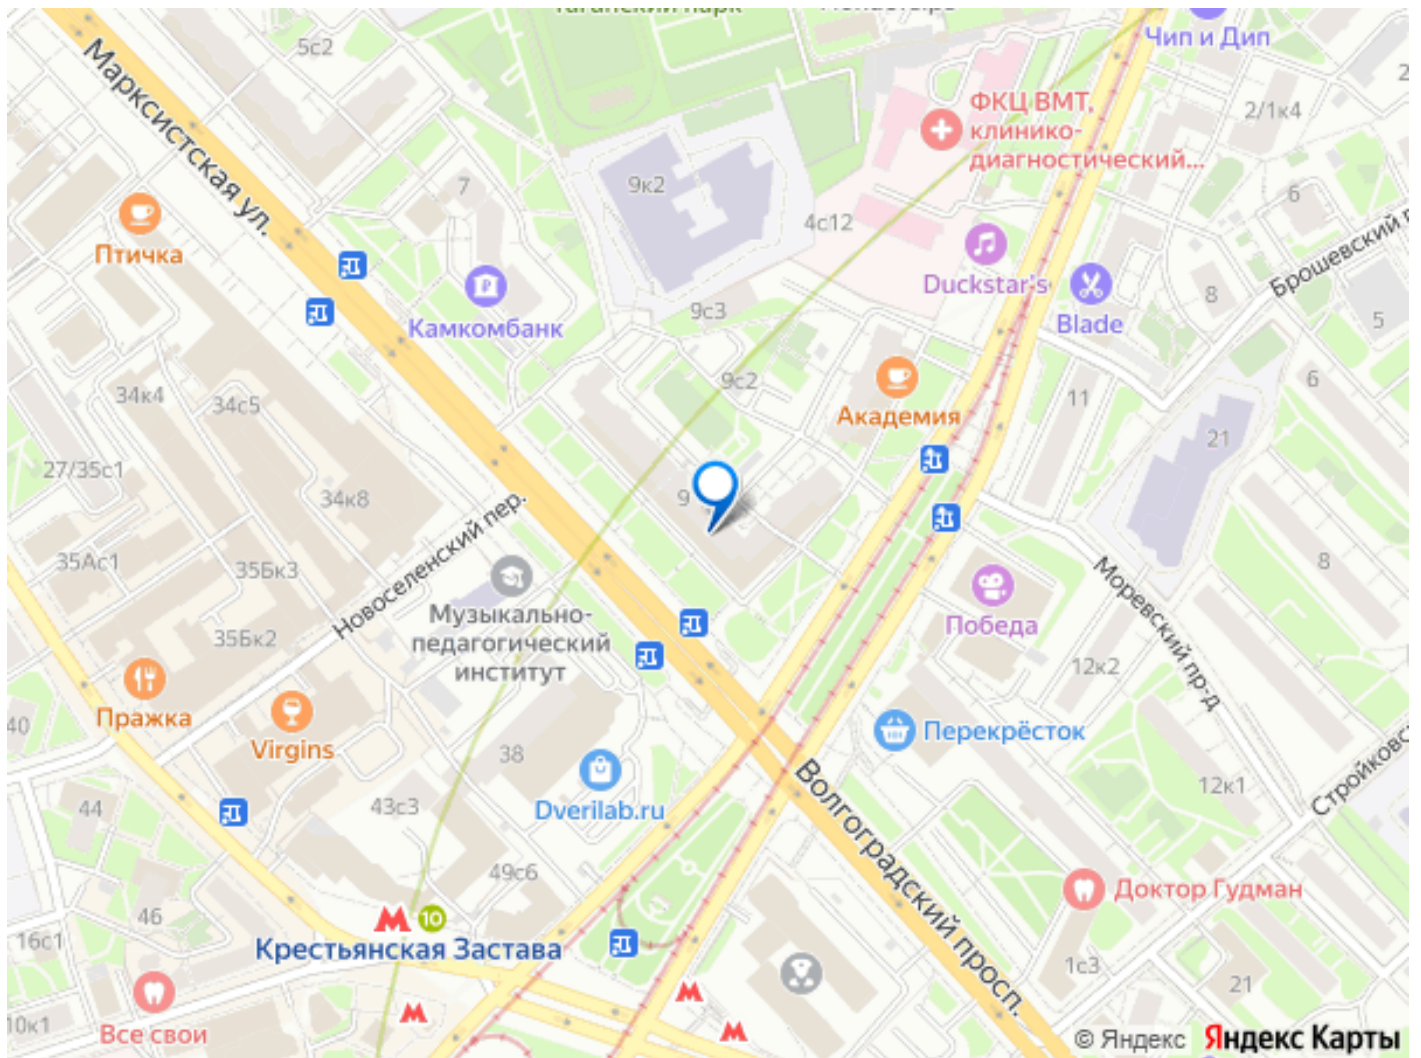 Таганский парк
Чип и Дип
5с2
Марксистская ул.
ФКЦ ВМТ,
клинико-
диагностический...
2/1к4
7
9к2
6
4с12
Птичка
Duckstar's
Брошевский п
8
9с3
Камкомбанк
Blade
5
9с2
34к4
34с5
Академия
11
6
21
27/35с1
34к8
9
Новоселенский пер.
35Ас1
35Бк3
8
Музыкально-
педагогический
институт
Моревский пр-д
Победа
35Бк2
12к2
Пражка
40
Virgins
38
Перекрёсток
Волгоградский просп.
12к1
Стройковс
44
43с3
Dverilab.ru
49с6
Доктор Гудман
46
10
Крестьянская Застава
16с1
1с3
21
10к1
Все свои
© Яндекс Яндекс Карты